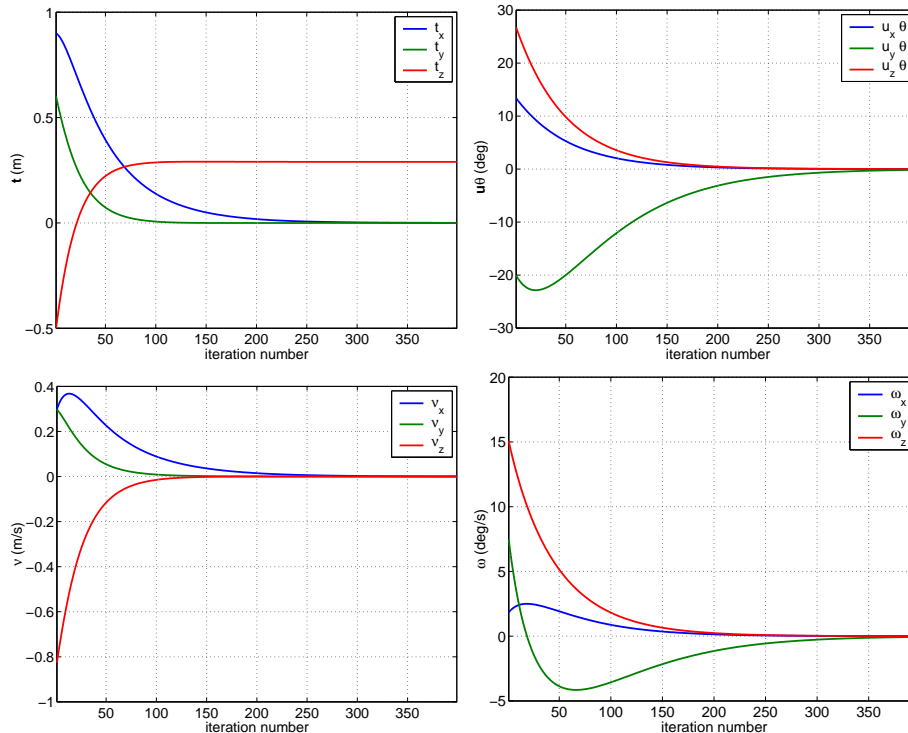 1
0.5
0
−0.5
t (m)
50 100 150 200 250 300 350
iteration number
t_x
t_y
t_z
30
20
10
0
−10
−20
−30
uθ (deg)
50 100 150 200 250 300 350
iteration number
u_x θ
u_y θ
u_z θ
0.4
0.2
0
−0.2
−0.4
−0.6
−0.8
−1
ν (m/s)
50 100 150 200 250 300 350
iteration number
ν_x
ν_y
ν_z
20
15
10
5
0
−5
ω (deg/s)
50 100 150 200 250 300 350
iteration number
ω_x
ω_y
ω_z